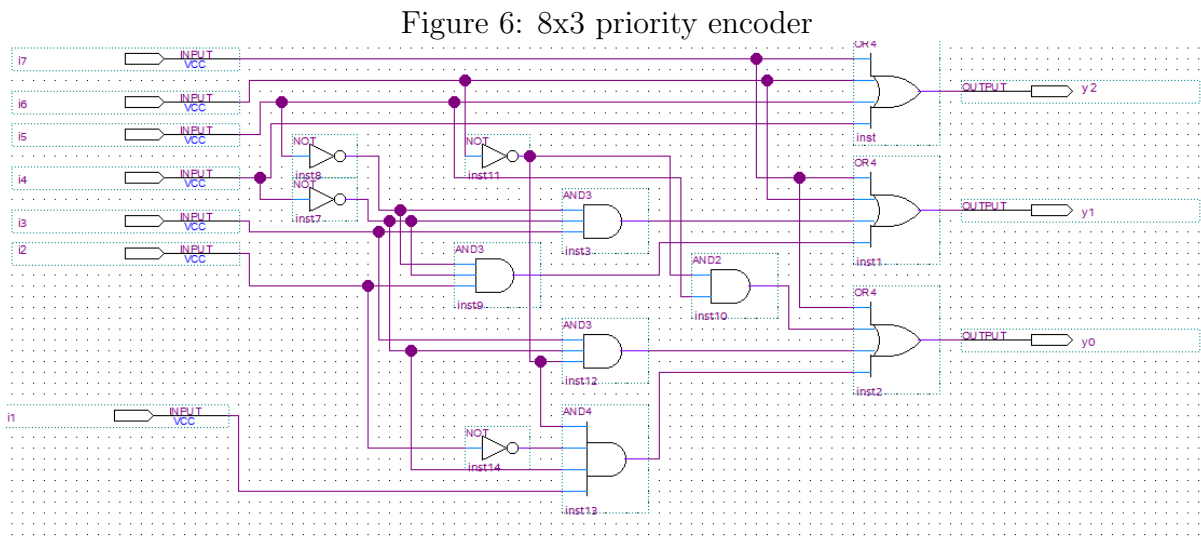 Figure 6: 8x3 priority encoder
OR4
i7 INPUT VCC
i6 INPUT VCC
OUTPUT y2
i5 INPUT VCC
inst
NOT
inst8
NOT
inst11
i4 INPUT VCC
NOT
inst7
OR4
AND3
inst3
OUTPUT y1
i3 INPUT VCC
i2 INPUT VCC
AND3
inst9
inst1
AND2
inst10
OR4
AND3
inst12
OUTPUT y0
inst2
i1 INPUT VCC
AND4
NOT
inst14
inst13